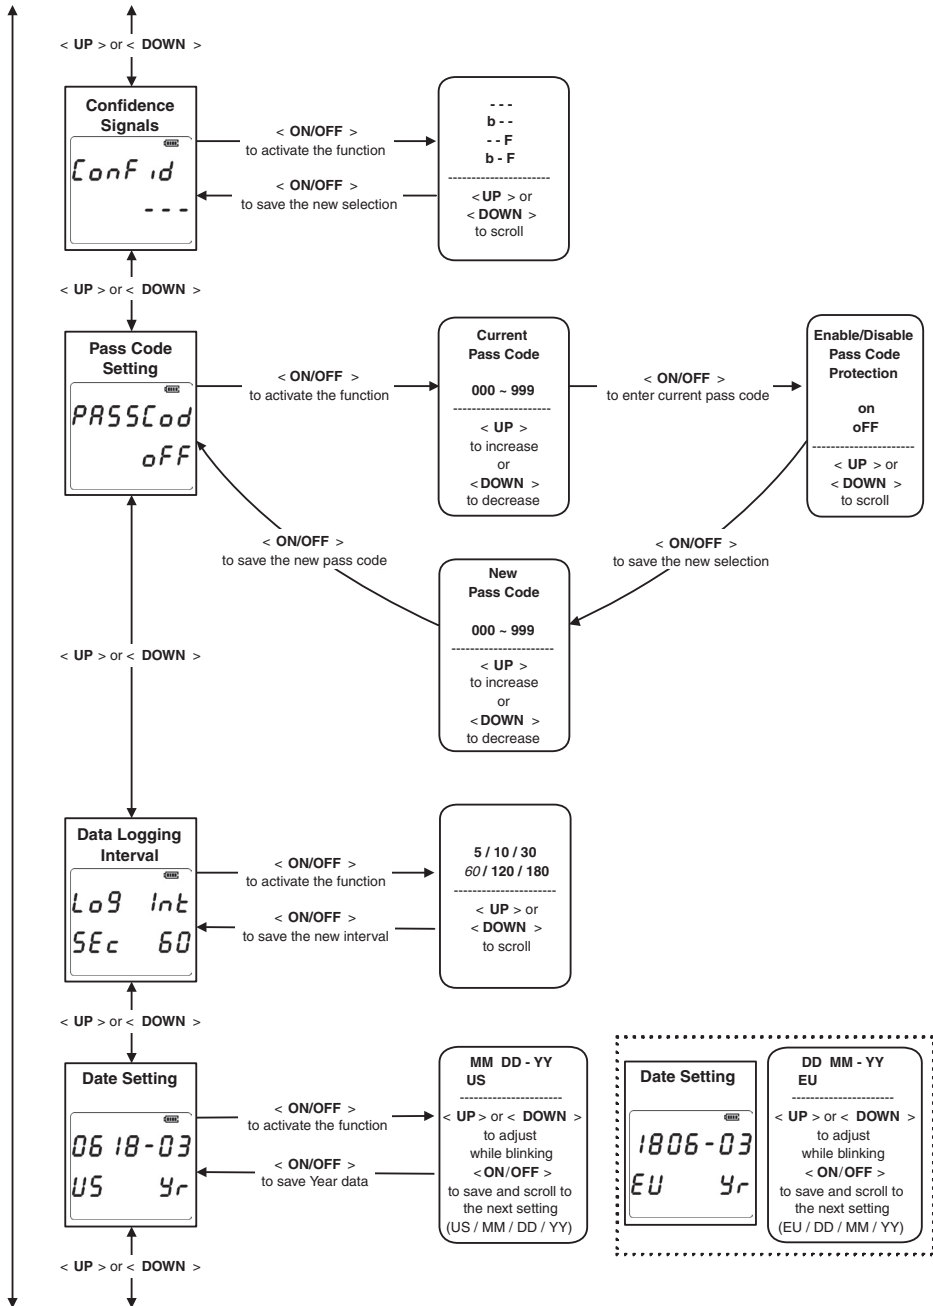 < UP > or < DOWN >
Confidence
Signals
ConFid
---
< ON/OFF >
to activate the function
< ON/OFF >
to save the new selection
---
b--
--F
b-F
----------------------
< UP > or
< DOWN >
to scroll
< UP > or < DOWN >
Pass Code
Setting
PASSCod
oFF
< ON/OFF >
to activate the function
Current
Pass Code
000 ~ 999
---------------------
< UP >
to increase
or
< DOWN >
to decrease
< ON/OFF >
to enter current pass code
Enable/Disable
Pass Code
Protection
on
oFF
----------------------
< UP > or
< DOWN >
to scroll
< ON/OFF >
to save the new pass code
< ON/OFF >
to save the new selection
New
Pass Code
000 ~ 999
----------------------
< UP >
to increase
or
< DOWN >
to decrease
< UP > or < DOWN >
Data Logging
Interval
Log Int
SEc 60
< ON/OFF >
to activate the function
< ON/OFF >
to save the new interval
5 / 10 / 30
60 / 120 / 180
----------------------
< UP > or
< DOWN >
to scroll
< UP > or < DOWN >
Date Setting
0618-03
US Yr
< ON/OFF >
to activate the function
< ON/OFF >
to save Year data
MM DD - YY
US
----------------------
< UP > or < DOWN >
to adjust
while blinking
< ON/OFF >
to save and scroll to
the next setting
(US / MM / DD / YY)
Date Setting
1806-03
EU Yr
DD MM - YY
EU
----------------------
< UP > or < DOWN >
to adjust
while blinking
< ON/OFF >
to save and scroll to
the next setting
(EU / DD / MM / YY)
< UP > or < DOWN >